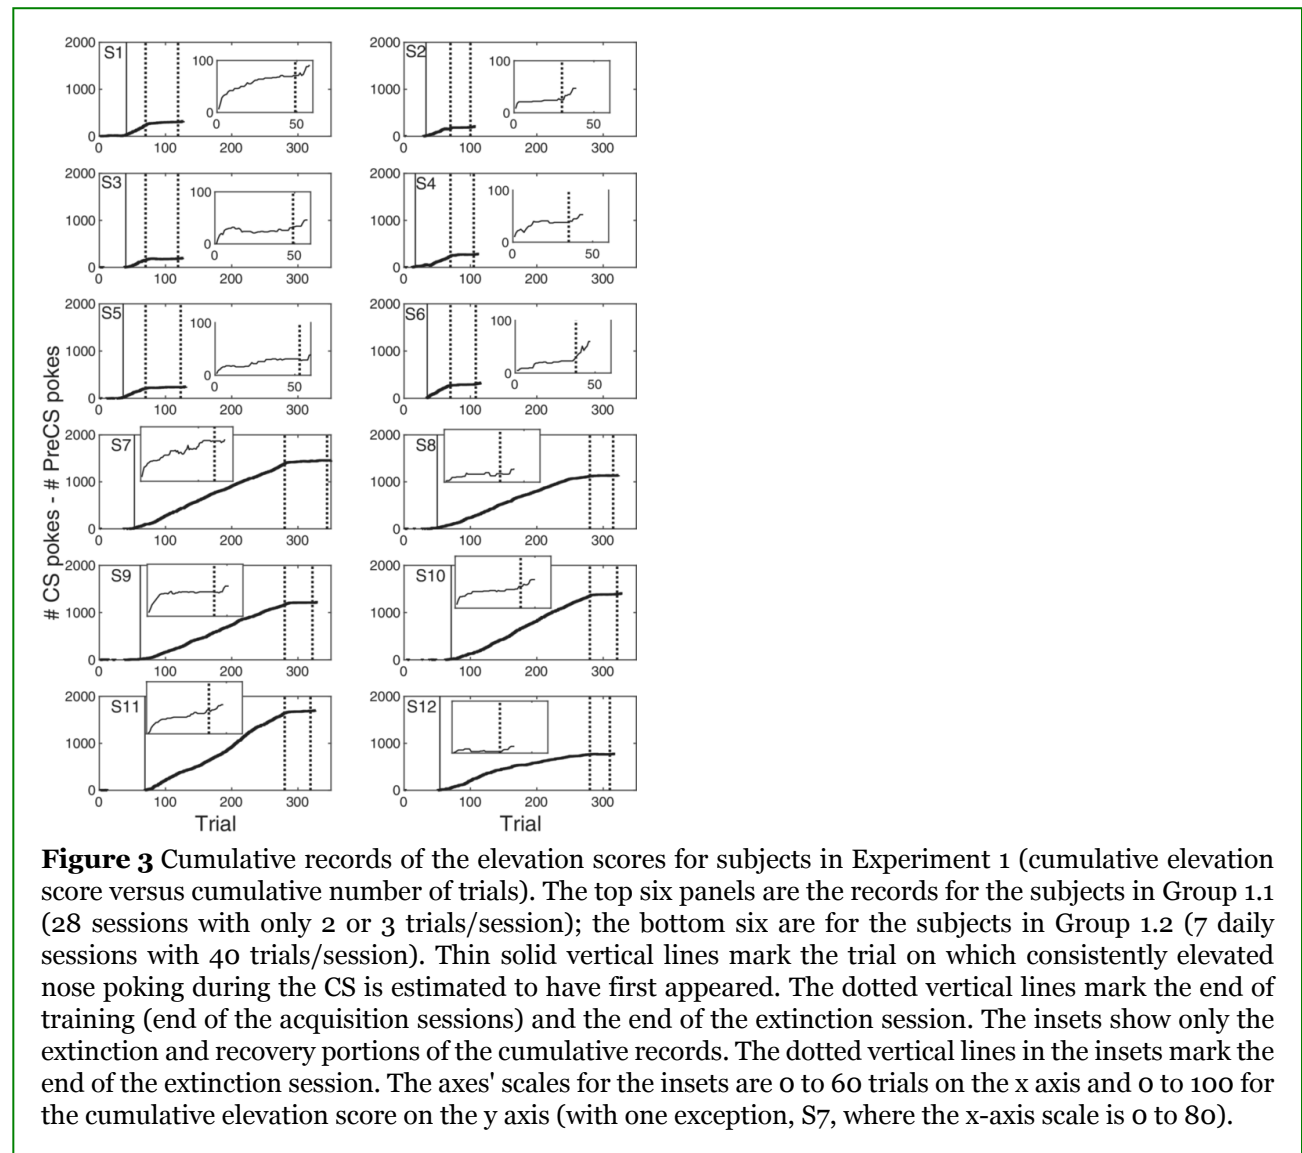 S1
2000
1000
0
0 100 200 300
100
0
0 50
S2
2000
1000
0
0 100 200 300
100
0
0 50
S3
2000
1000
0
0 100 200 300
100
0
0 50
S4
2000
1000
0
0 100 200 300
100
0
0 50
S5
2000
1000
0
0 100 200 300
100
0
0 50
S6
2000
1000
0
0 100 200 300
100
0
0 50
# CS pokes - # PreCS pokes
S7
2000
1000
0
0 100 200 300
S8
2000
1000
0
0 100 200 300
S9
2000
1000
0
0 100 200 300
S10
2000
1000
0
0 100 200 300
S11
2000
1000
0
0 100 200 300
Trial
S12
2000
1000
0
0 100 200 300
Trial
Figure 3 Cumulative records of the elevation scores for subjects in Experiment 1 (cumulative elevation
score versus cumulative number of trials). The top six panels are the records for the subjects in Group 1.1
(28 sessions with only 2 or 3 trials/session); the bottom six are for the subjects in Group 1.2 (7 daily
sessions with 40 trials/session). Thin solid vertical lines mark the trial on which consistently elevated
nose poking during the CS is estimated to have first appeared. The dotted vertical lines mark the end of
training (end of the acquisition sessions) and the end of the extinction session. The insets show only the
extinction and recovery portions of the cumulative records. The dotted vertical lines in the insets mark the
end of the extinction session. The axes' scales for the insets are 0 to 60 trials on the x axis and 0 to 100 for
the cumulative elevation score on the y axis (with one exception, S7, where the x-axis scale is 0 to 80).